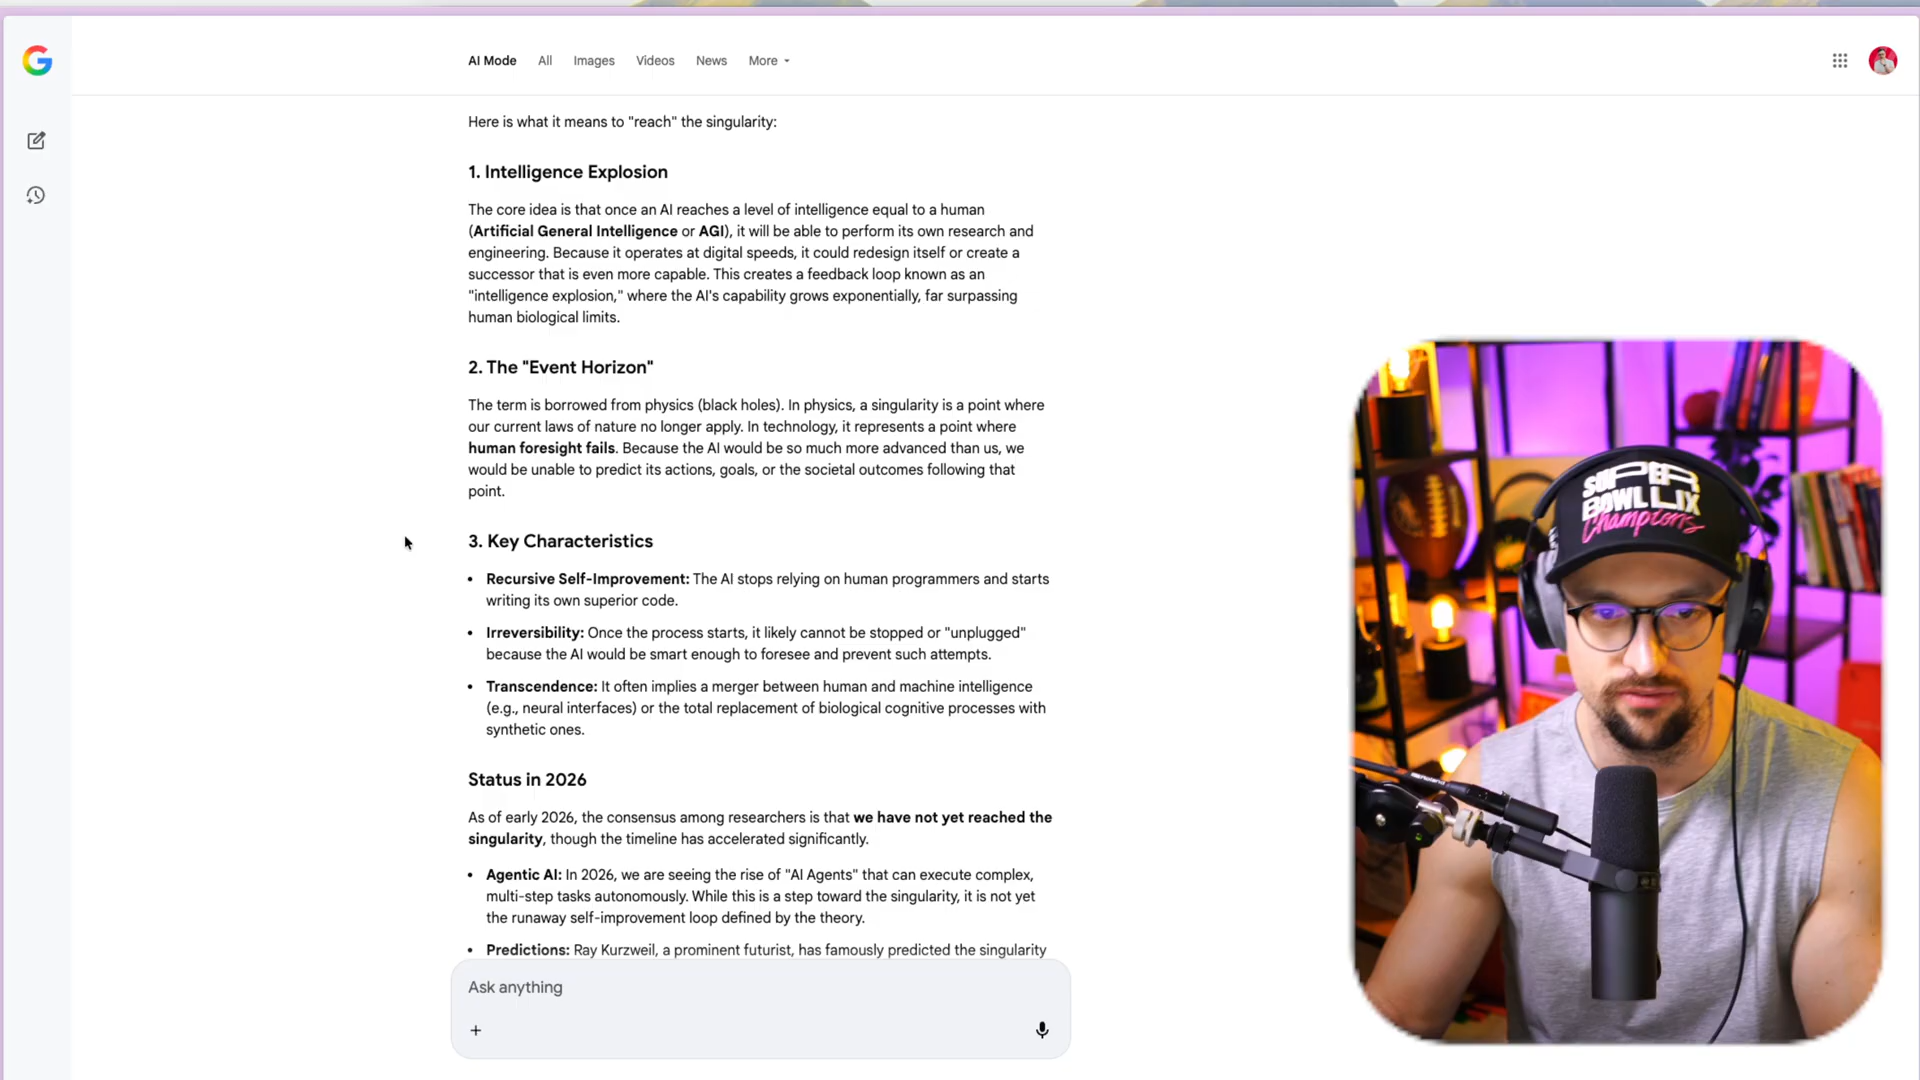 AI Mode All Images Videos News More
Here is what it means to "reach" the singularity:
1. Intelligence Explosion
The core idea is that once an AI reaches a level of intelligence equal to a human
(Artificial General Intelligence or AGI), it will be able to perform its own research and
engineering. Because it operates at digital speeds, it could redesign itself or create a
successor that is even more capable. This creates a feedback loop known as an
"intelligence explosion," where the AI's capability grows exponentially, far surpassing
human biological limits.
2. The "Event Horizon"
The term is borrowed from physics (black holes). In physics, a singularity is a point where
our current laws of nature no longer apply. In technology, it represents a point where
human foresight fails. Because the AI would be so much more advanced than us, we
would be unable to predict its actions, goals, or the societal outcomes following that
point.
3. Key Characteristics
• Recursive Self-Improvement: The AI stops relying on human programmers and starts
writing its own superior code.
• Irreversibility: Once the process starts, it likely cannot be stopped or "unplugged"
because the AI would be smart enough to foresee and prevent such attempts.
• Transcendence: It often implies a merger between human and machine intelligence
(e.g., neural interfaces) or the total replacement of biological cognitive processes with
synthetic ones.
Status in 2026
As of early 2026, the consensus among researchers is that we have not yet reached the
singularity, though the timeline has accelerated significantly.
• Agentic AI: In 2026, we are seeing the rise of "AI Agents" that can execute complex,
multi-step tasks autonomously. While this is a step toward the singularity, it is not yet
the runaway self-improvement loop defined by the theory.
• Predictions: Ray Kurzweil, a prominent futurist, has famously predicted the singularity
Ask anything
SUPER
BOWL LIX
Champions